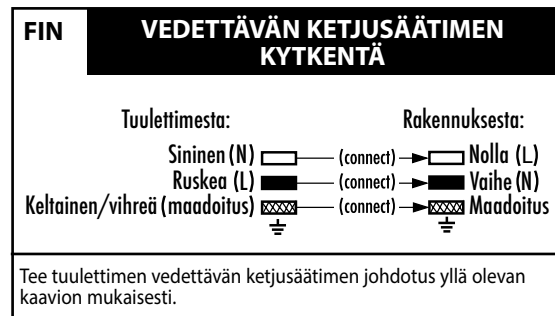 FIN
VEDETTÄVÄN KETJUSÄÄTIMEN
KYTKENTÄ
Tuulettimesta: Rakennuksesta:
Sininen (N) (connect) Nolla (L)
Ruskea (L) (connect) Vaihe (N)
Keltainen/vihreä (maadoitus) (connect) Maadoitus
Tee tuulettimen vedettävän ketjusäätimen johdotus yllä olevan
kaavion mukaisesti.